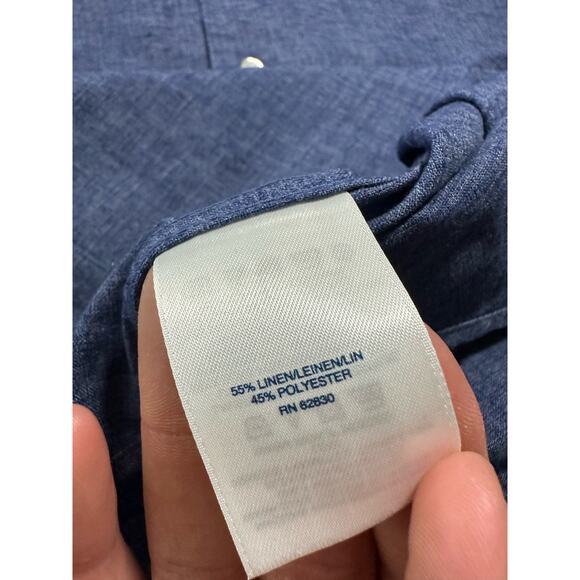 55% LINEN/LEINEN/LIN
45% POLYESTER
RN 62830